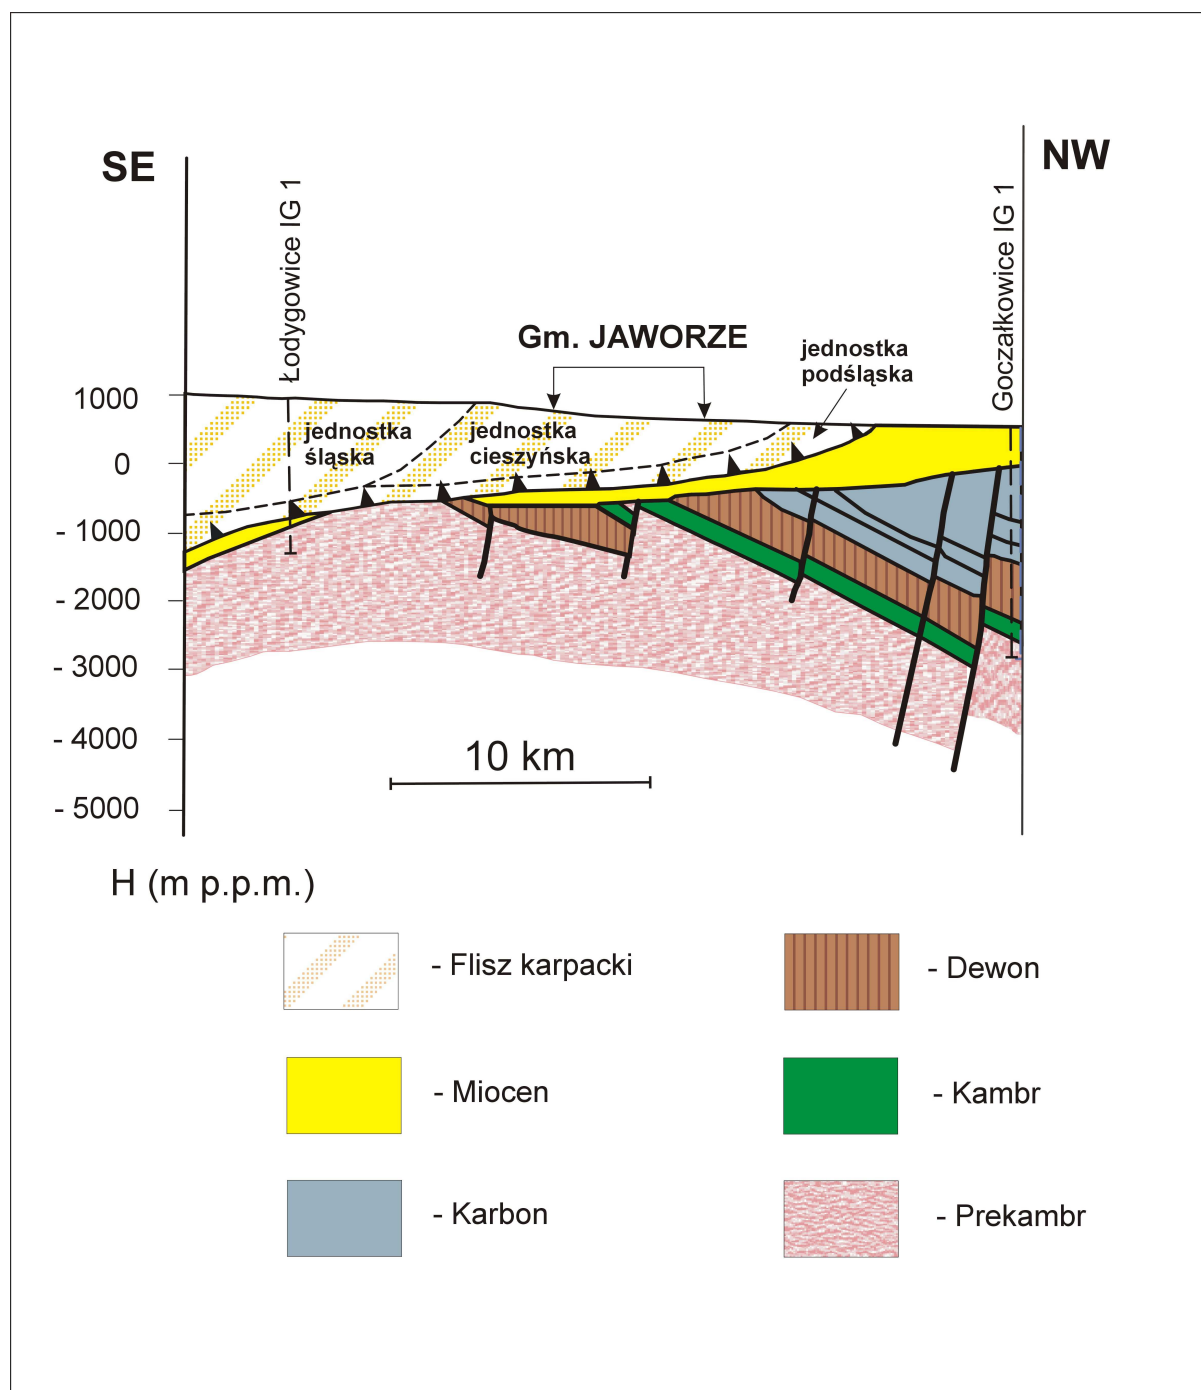 SE
NW
Łodygowice IG 1
Goczałkowice IG 1
Gm. JAWORZE
jednostka
podśląska
jednostka
śląska
jednostka
cieszyńska
1000
0
- 1000
- 2000
- 3000
- 4000
- 5000
10 km
H (m p.p.m.)
- Flisz karpacki
- Dewon
- Miocen
- Kambr
- Karbon
- Prekambr